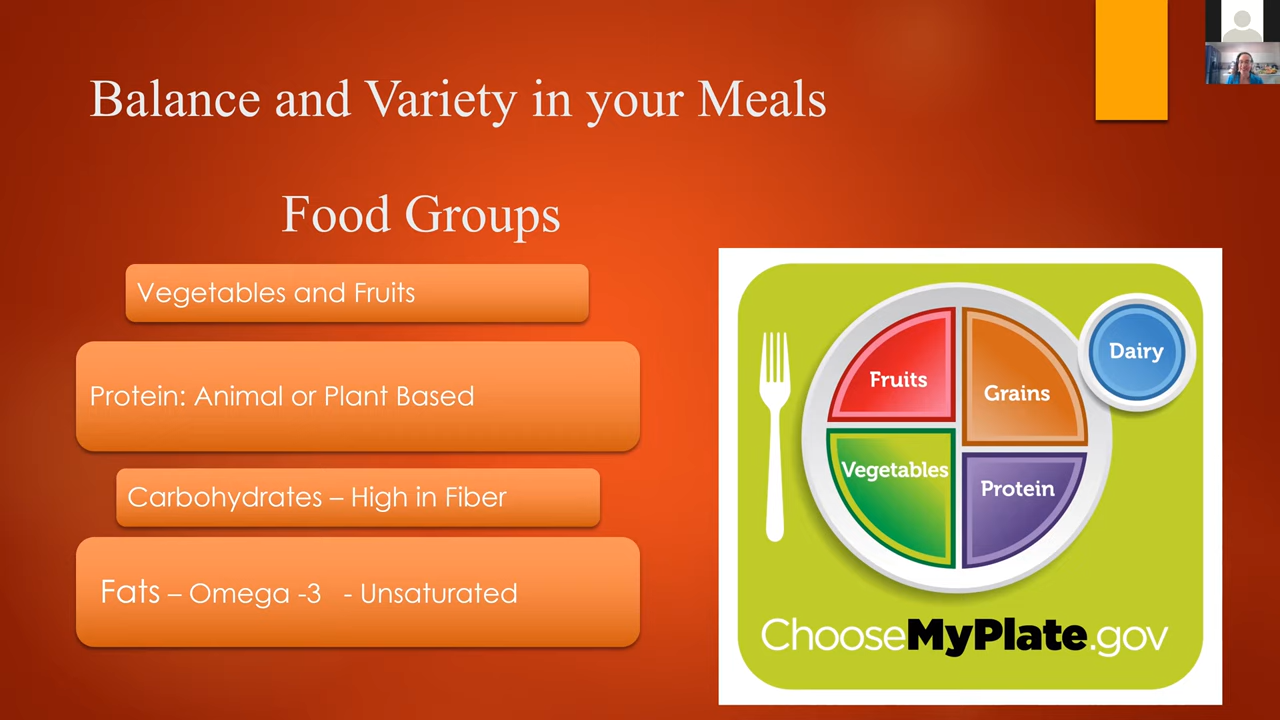 Balance and Variety in your Meals
Food Groups
Vegetables and Fruits
Protein: Animal or Plant Based
Carbohydrates – High in Fiber
Fats – Omega -3   - Unsaturated
Fruits
Grains
Dairy
Vegetables
Protein
ChooseMyPlate.gov